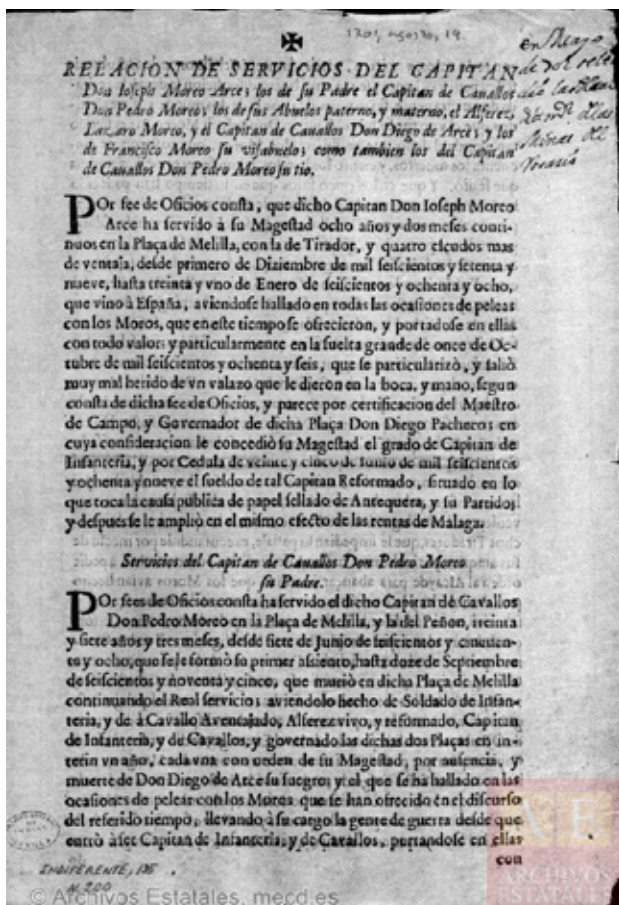 1701, agosto, 19.
en Mayo
RELACION DE SERVICIOS DEL CAPITAN
Don Ioseph Moreo Arce; los de su Padre el Capitan de Cauallos
Don Pedro Moreo; los de sus Abuelos paterno, y materno, el Alferez,
Lazaro Moreo, y el Capitan de Cauallos Don Diego de Arce; y los
de Francisco Moreo su visabuelo; como tambien los del Capitan
de Cauallos Don Pedro Moreo su tio.
POr fee de Oficios consta, que dicho Capitan Don Ioseph Moreo
Arce ha servido à su Magestad ocho años y dos meses conti-
nuos en la Plaça de Melilla, con la de Tirador, y quatro escudos mas
de ventaja, desde primero de Diziembre de mil seiscientos y setenta y
nueve, hasta treinta y vno de Enero de seiscientos y ochenta y ocho,
que vino à España, aviendose hallado en todas las ocasiones de pelear
con los Moros, que en este tiempo se ofrecieron, y portadose en ellas
con todo valor; y particularmente en la suelta grande de once de Oc-
tubre de mil seiscientos y ochenta y seis, que se particularizò, y saliò
muy mal herido de vn valazo que le dieron en la boca, y mano, segun
consta de dicha fee de Oficios, y parece por certificacion del Maestro
de Campo, y Governador de dicha Plaça Don Diego Pacheco; en
cuya consideracion le concediò su Magestad el grado de Capitan de
Infanteria, y por Cedula de veinte y cinco de Iunio de mil seiscientos
y ochenta y nueve el sueldo de tal Capitan Reformado, situado en lo
que toca la causa publica de papel sellado de Antequera, y su Partido;
y despues se le ampliò en el mismo efecto de las rentas de Malaga.
Servicios del Capitan de Cauallos Don Pedro Moreo
su Padre.
POr fees de Oficios consta ha servido el dicho Capitan de Cavallos
Don Pedro Moreo en la Plaça de Melilla, y la del Peñon, treinta
y siete años y tres meses, desde siete de Junio de seiscientos y cincuen-
ta y ocho, que se le formò su primer assiento, hasta doze de Septiembre
de seiscientos y noventa y cinco, que muriò en dicha Plaça de Melilla
continuando el Real servicio; aviendolo hecho de Soldado de Infan-
teria, y de à Cavallo Aventajado, Alferez vivo, y reformado, Capitan
de Infanteria, y de Cavallos, y governado las dichas dos Plaças en in-
terin vn año, cada vna con orden de su Magestad, por ausencia, y
muerte de Don Diego de Arce su suegro; y el que se ha hallado en las
ocasiones de pelear con los Moros que se han ofrecido en el discurso
del referido tiempo, llevando à su cargo la gente de guerra desde que
entrò à ser Capitan de Infanteria, y de Cavallos, portandose en ellas
con
INDIFERENTE, 135
N. 200
AE
ARCHIVOS
ESTATALES
© Archivos Estatales, mecd.es